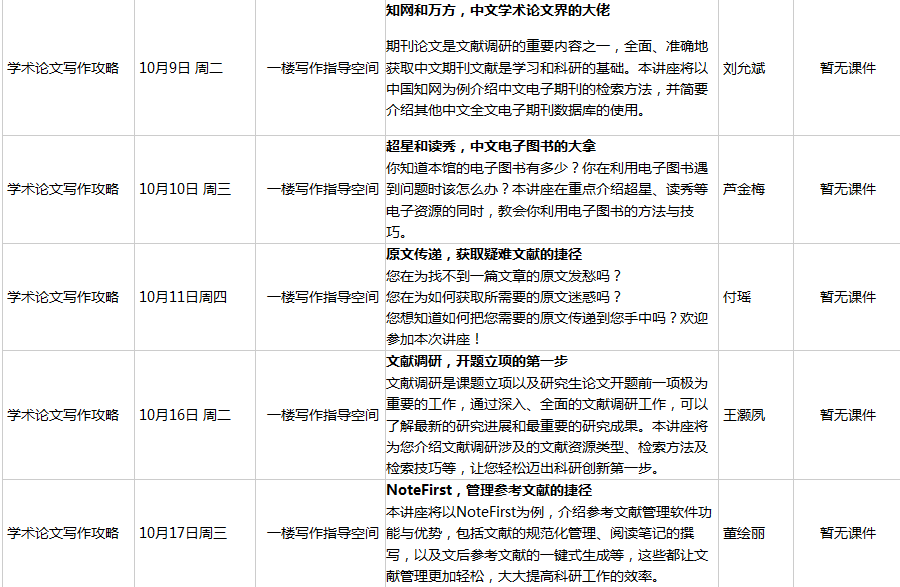 知网和万方，中文学术论文界的大佬
学术论文写作攻略 10月9日 周二 一楼写作指导空间
期刊论文是文献调研的重要内容之一，全面、准确地
获取中文期刊文献是学习和科研的基础。本讲座将以
中国知网为例介绍中文电子期刊的检索方法，并简要
介绍其他中文全文电子期刊数据库的使用。
刘允斌 暂无课件
学术论文写作攻略 10月10日 周三 一楼写作指导空间
超星和读秀，中文电子图书的大拿
你知道本馆的电子图书有多少？你在利用电子图书遇
到问题时该怎么办？本讲座在重点介绍超星、读秀等
电子资源的同时，教会你利用电子图书的方法与技
巧。
芦金梅 暂无课件
学术论文写作攻略 10月11日周四 一楼写作指导空间
原文传递，获取疑难文献的捷径
您在为找不到一篇文章的原文发愁吗？
您在为如何获取所需要的原文迷惑吗？
您想知道如何把您需要的原文传递到您手中吗？欢迎
参加本次讲座！
付瑶 暂无课件
学术论文写作攻略 10月16日 周二 一楼写作指导空间
文献调研，开题立项的第一步
文献调研是课题立项以及研究生论文开题前一项极为
重要的工作，通过深入、全面的文献调研工作，可以
了解最新的研究进展和最重要的研究成果。本讲座将
为您介绍文献调研涉及的文献资源类型、检索方法及
检索技巧等，让您轻松迈出科研创新第一步。
王灏夙 暂无课件
学术论文写作攻略 10月17日周三 一楼写作指导空间
NoteFirst，管理参考文献的捷径
本讲座将以NoteFirst为例，介绍参考文献管理软件功
能与优势，包括文献的规范化管理、阅读笔记的撰
写，以及文后参考文献的一键式生成等，这些都让文
献管理更加轻松，大大提高科研工作的效率。
董绘丽 暂无课件